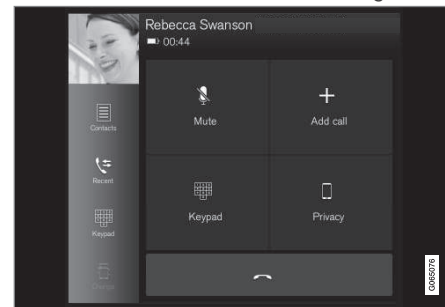 Rebecca Swanson
00:44
Contacts
Recent
Keypad
Mute
Add call
Keypad
Privacy
G065076